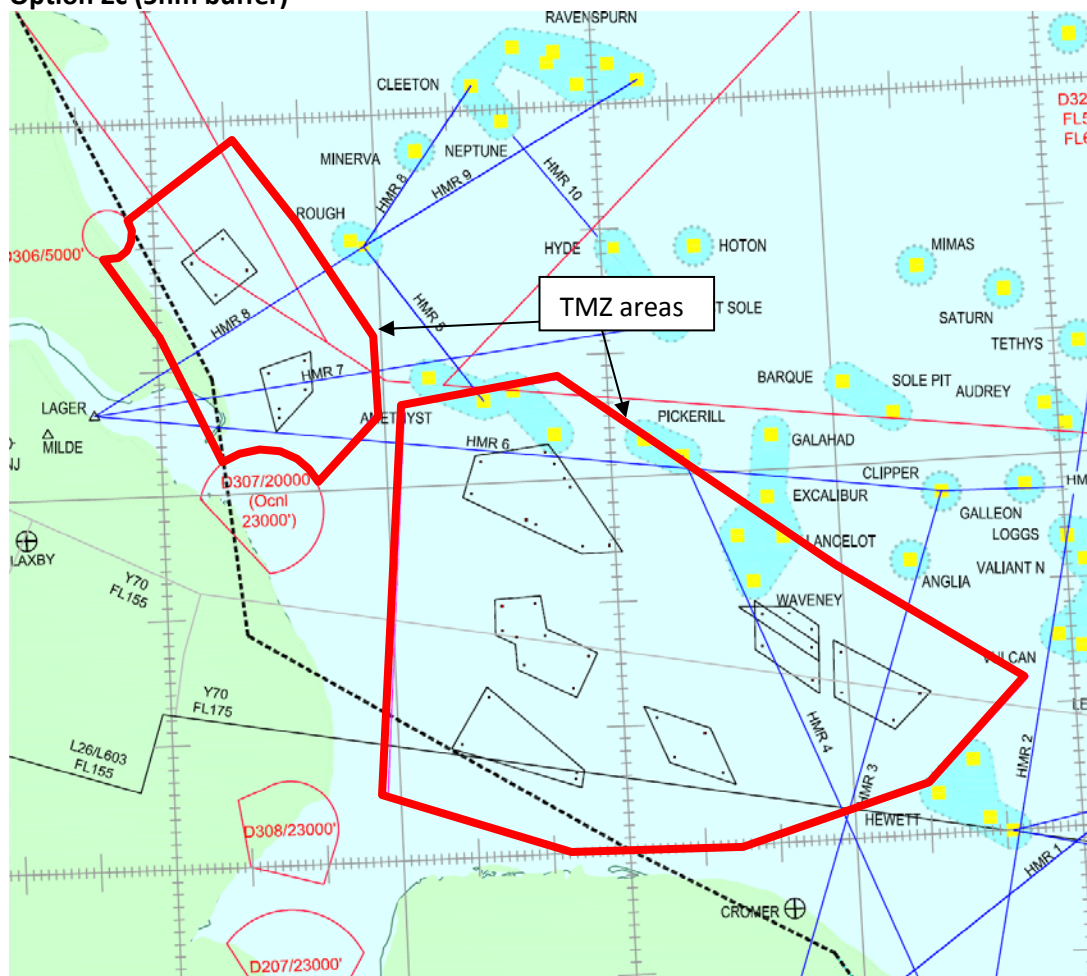 Option 2c (5nm buffer)
RAVENSPURN
CLEETON
D32
MINERVA
NEPTUNE
HMR 8
HMR 9
HMR 10
ROUGH
HYDE
HOTON
MIMAS
D306/5000'
HMR 5
TMZ areas
T SOLE
SATURN
TETHYS
HMR 8
HMR 7
BARQUE
SOLE PIT
AUDREY
LAGER
AMETHYST
PICKERILL
MILDE
NJ
HMR 6
GALAHAD
CLIPPER
HM
D307/20000
(Ocnl
23000')
EXCALIBUR
GALLEON
LANCELOT
LOGGS
ANGLIA
VALIANT N
LAXBY
Y70
FL155
WAVENEY
VULCAN
Y70
FL175
LE
HMR 4
HMR 3
HMR 2
L26/L603
FL155
HEWETT
D308/23000'
HMR 1
CROMER
D207/23000'